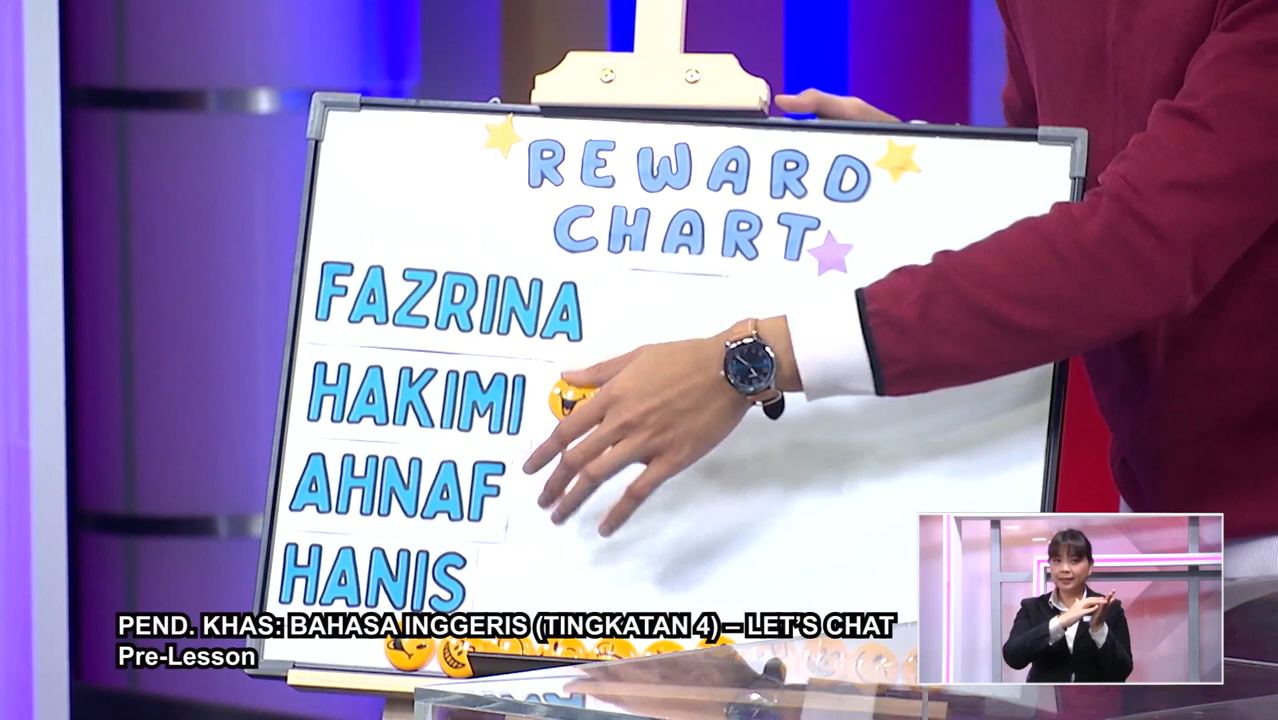 REWARD
CHART
FAZRINA
HAKIMI
AHNAF
HANIS
PEND. KHAS: BAHASA INGGERIS (TINGKATAN 4) – LET'S CHAT
Pre-Lesson